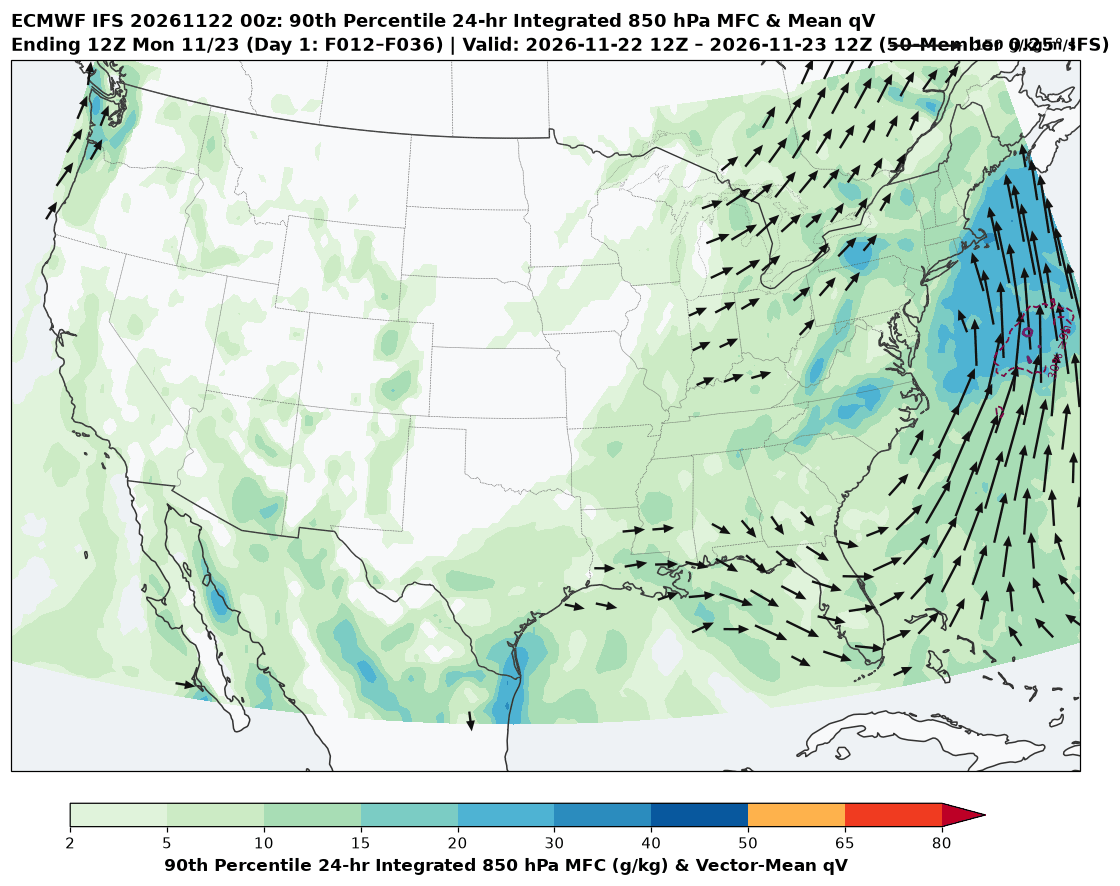 ECMWF IFS 20261122 00z: 90th Percentile 24-hr Integrated 850 hPa MFC & Mean qV
Ending 12Z Mon 11/23 (Day 1: F012–F036) | Valid: 2026-11-22 12Z – 2026-11-23 12Z (50-Member 0.25° IFS)
2 5 10 15 20 30 40 50 65 80
90th Percentile 24-hr Integrated 850 hPa MFC (g/kg) & Vector-Mean qV